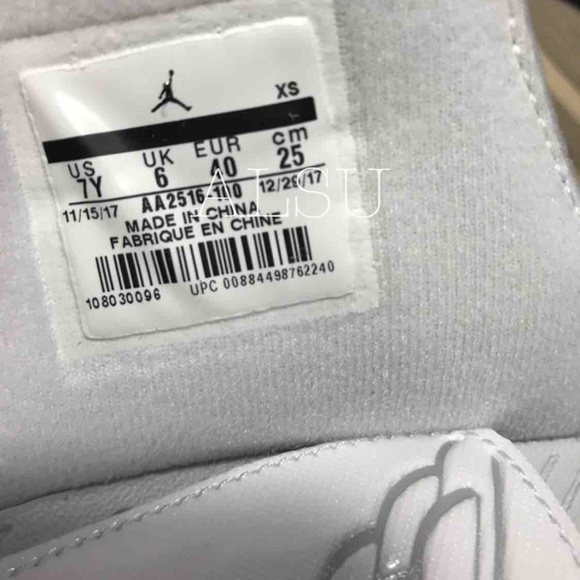 XS
US UK EUR cm
7Y 6 40 25
11/15/17 AA2516-100 12/29/17
MADE IN CHINA
FABRIQUE EN CHINE
108030096 UPC 00884498762240
ALSU